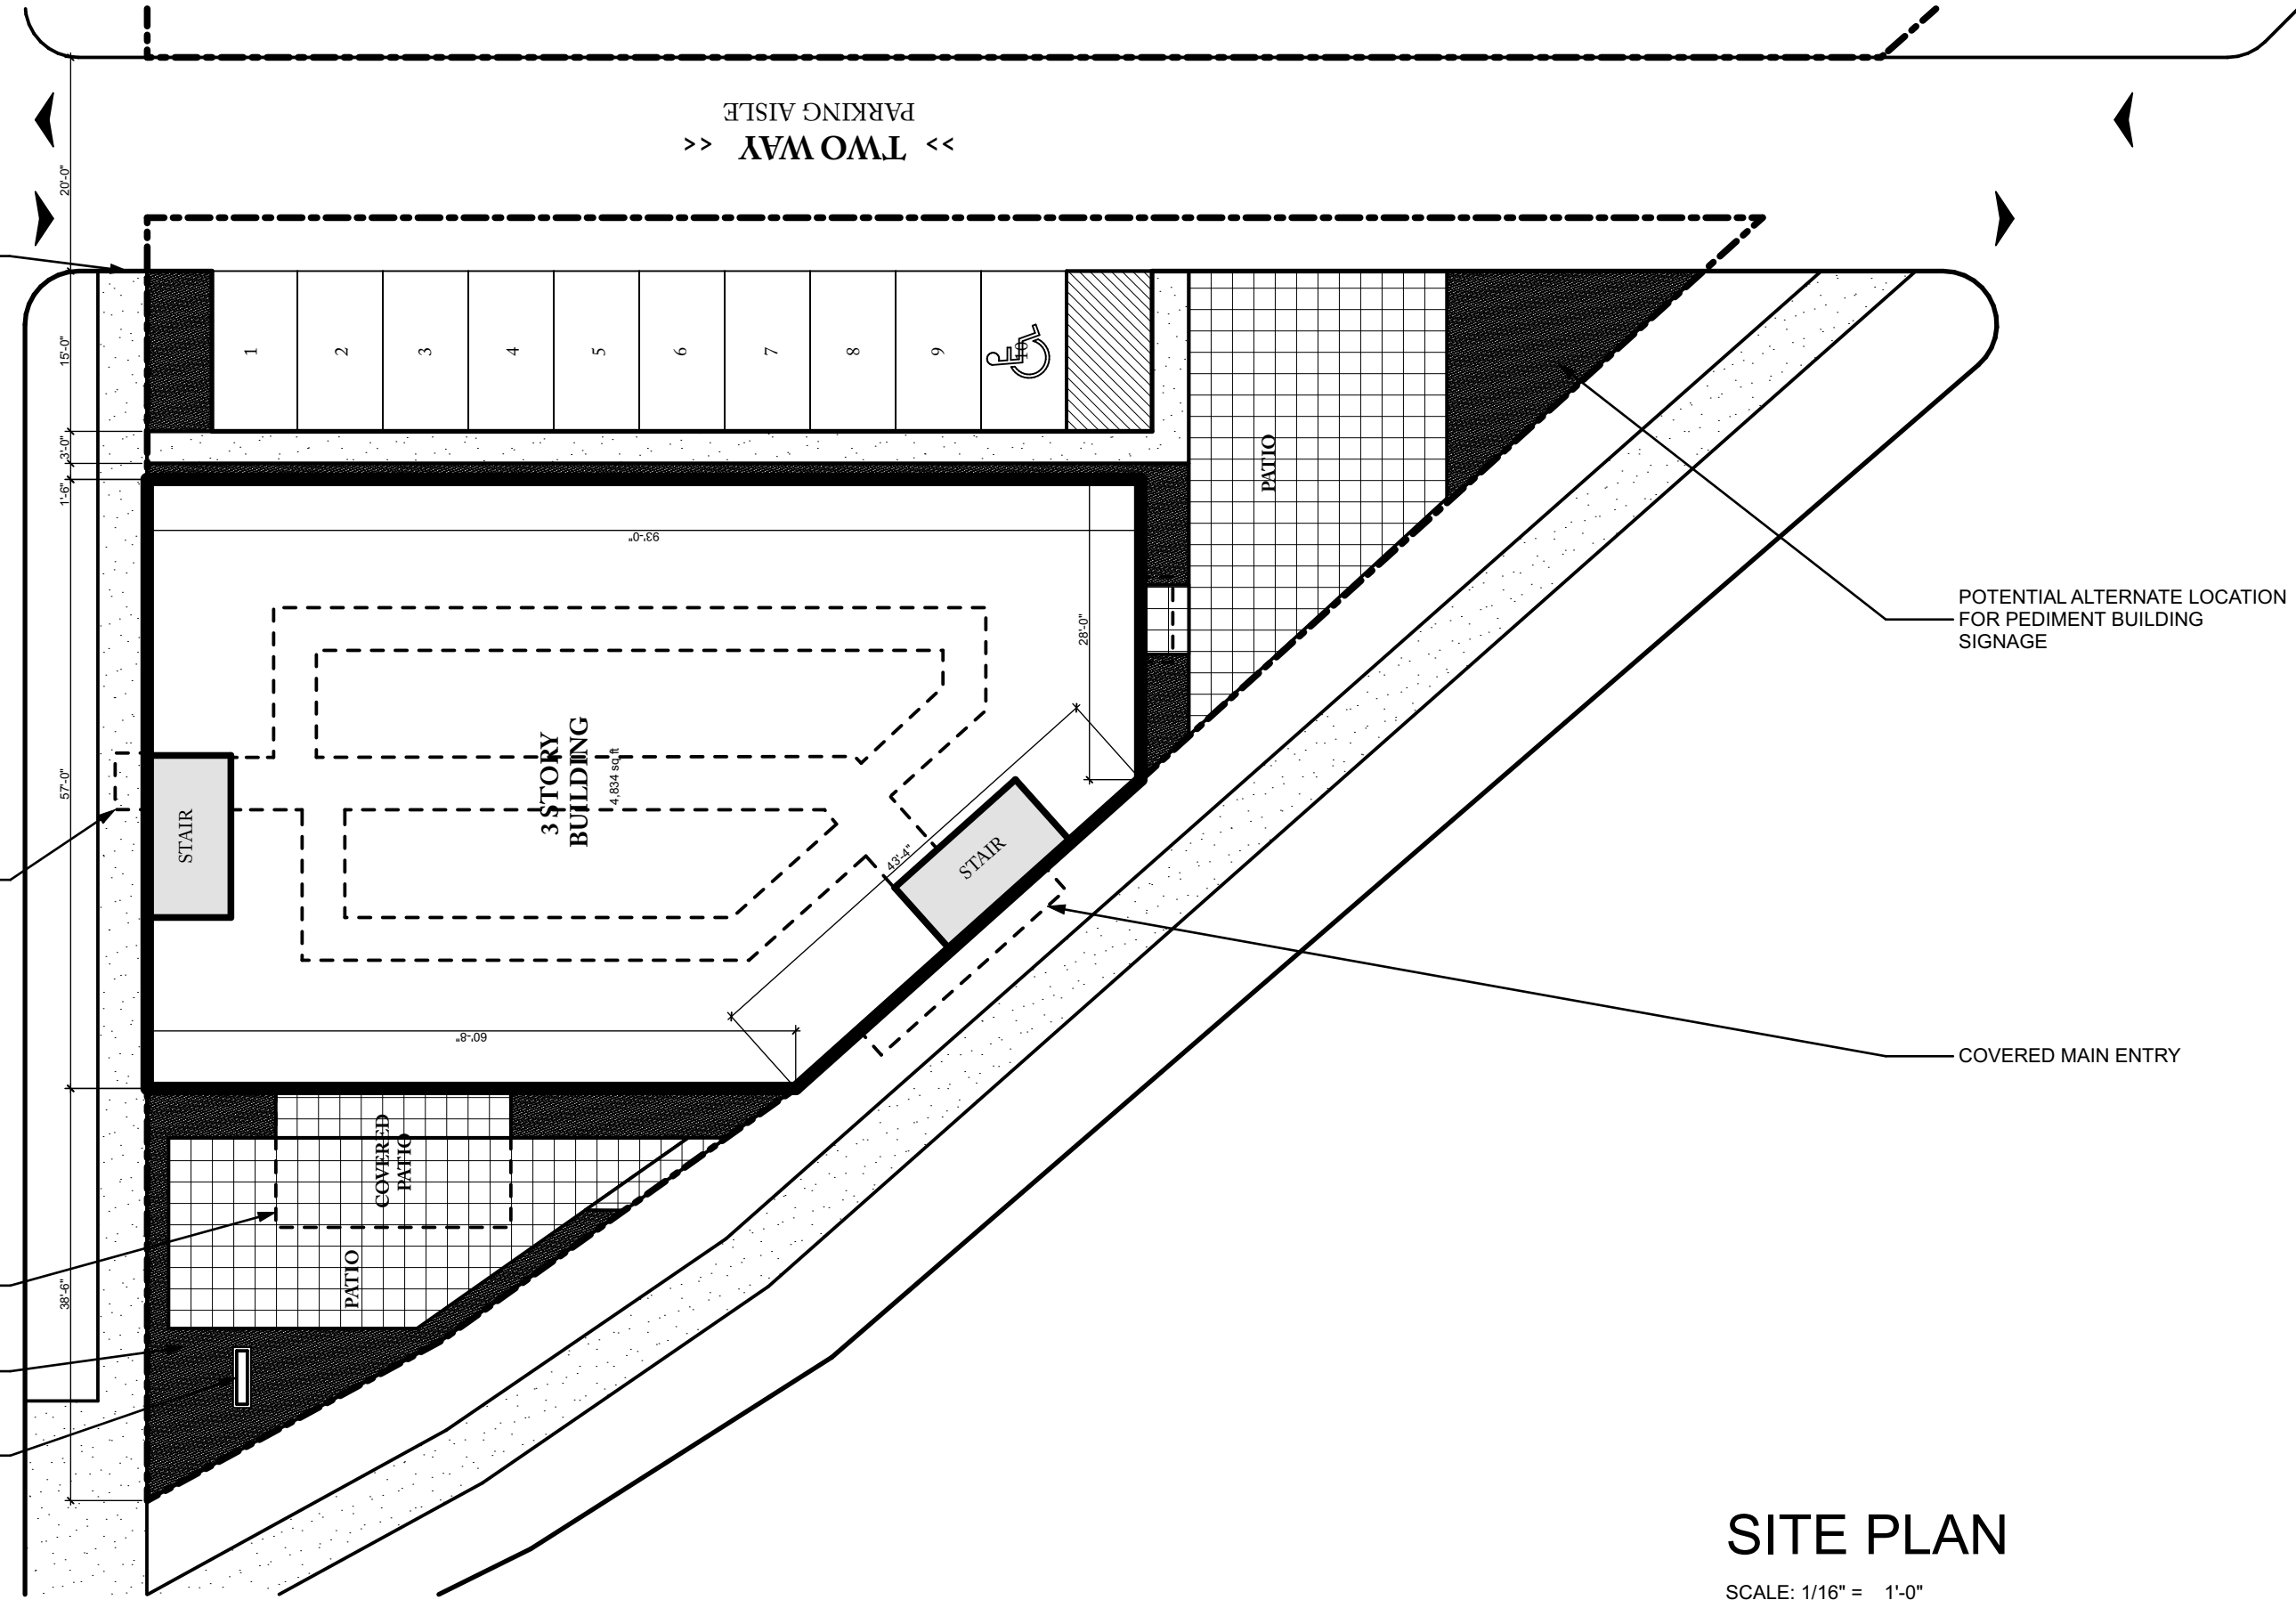 PARKING AISLE
>> TWO WAY <<
20'-0"
15'-0"
3'-0"
1'-6"
57'-0"
38'-6"
1
2
3
4
5
6
7
8
9
10
PATIO
93'-0"
28'-0"
3 STORY
BUILDING
4,834 sq ft
STAIR
STAIR
43'-4"
60'-8"
COVERED
PATIO
PATIO
POTENTIAL ALTERNATE LOCATION
FOR PEDIMENT BUILDING
SIGNAGE
COVERED MAIN ENTRY
SITE PLAN
SCALE: 1/16" = 1'-0"